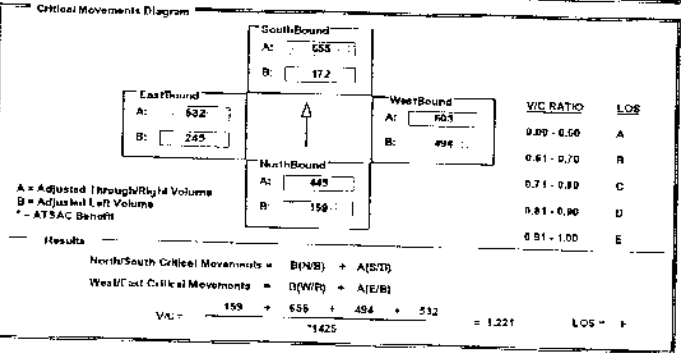 Critical Movements Diagram
SouthBound
A: 655
B: 172
EastBound
A: 532
B: 245
WestBound
A: 603
B: 494
NorthBound
A: 445
B: 159
V/C RATIO LOS
0.00 - 0.60 A
0.61 - 0.70 B
0.71 - 0.80 C
0.81 - 0.90 D
0.91 - 1.00 E
A = Adjusted Through/Right Volume
B = Adjusted Left Volume
* = ATSAC Benefit
Results
North/South Critical Movements = B(N/B) + A(S/B)
West/East Critical Movements = B(W/B) + A(E/B)
V/C = 159 + 655 + 494 + 532 = 1.221 LOS = F
*1425